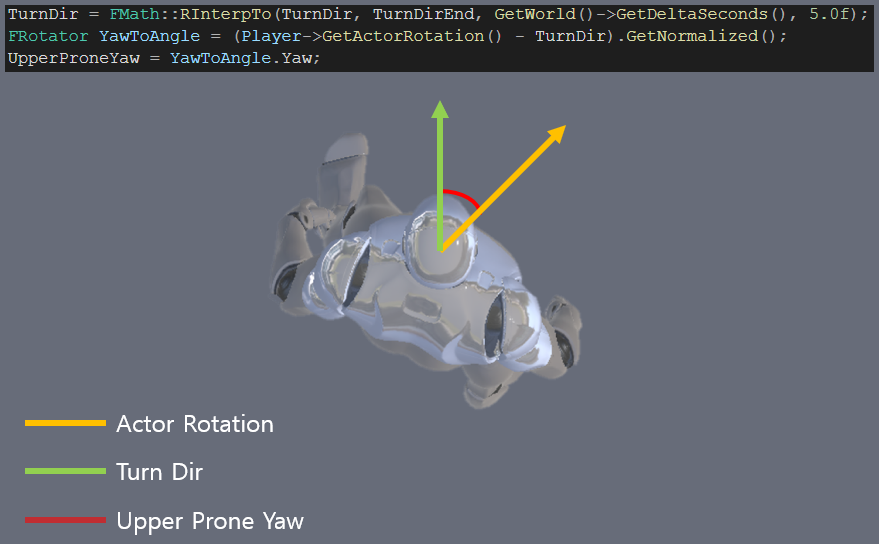 TurnDir = FMath::RInterpTo(TurnDir, TurnDirEnd, GetWorld()->GetDeltaSeconds(), 5.0f);
FRotator YawToAngle = (Player->GetActorRotation() - TurnDir).GetNormalized();
UpperProneYaw = YawToAngle.Yaw;
Actor Rotation
Turn Dir
Upper Prone Yaw